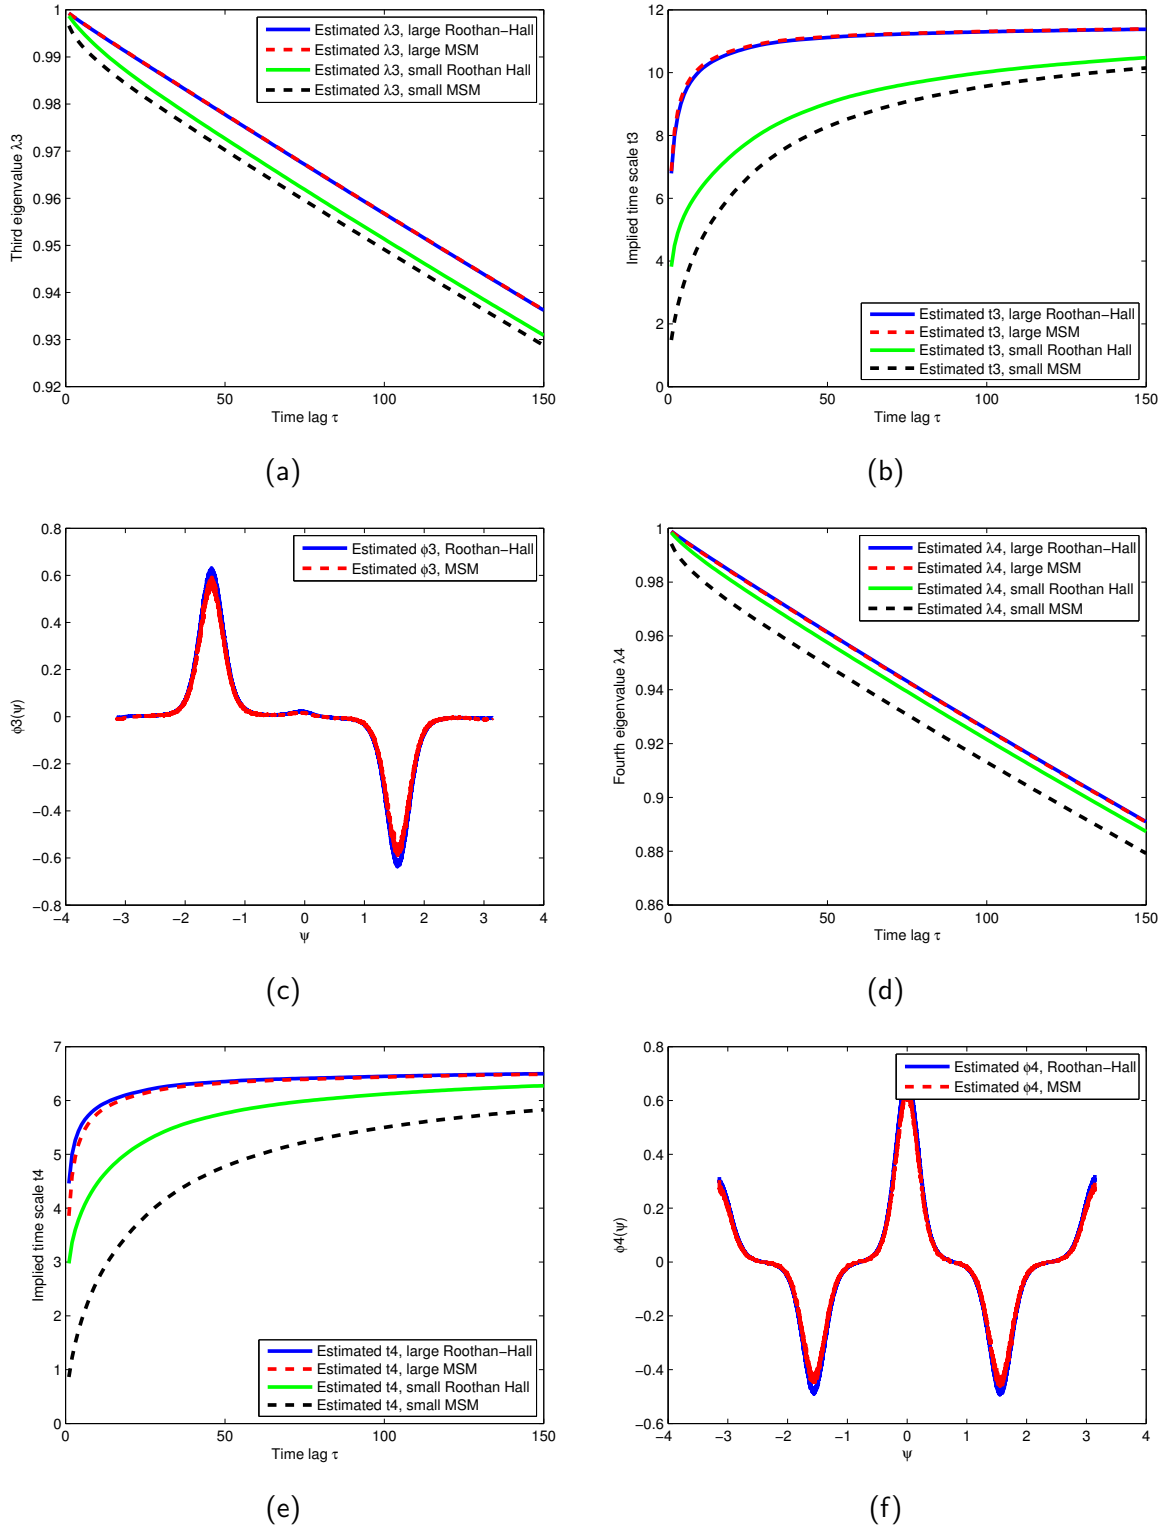 1
0.99
0.98
0.97
0.96
0.95
0.94
0.93
0.92
Third eigenvalue λ3
0 50 100 150
Time lag τ
Estimated λ3, large Roothan−Hall
Estimated λ3, large MSM
Estimated λ3, small Roothan Hall
Estimated λ3, small MSM
(a)
12
10
8
6
4
2
0
Implied time scale t3
0 50 100 150
Time lag τ
Estimated t3, large Roothan−Hall
Estimated t3, large MSM
Estimated t3, small Roothan Hall
Estimated t3, small MSM
(b)
0.8
0.6
0.4
0.2
0
−0.2
−0.4
−0.6
−0.8
ϕ3(ψ)
−4 −3 −2 −1 0 1 2 3 4
ψ
Estimated ϕ3, Roothan−Hall
Estimated ϕ3, MSM
(c)
1
0.98
0.96
0.94
0.92
0.9
0.88
0.86
Fourth eigenvalue λ4
0 50 100 150
Time lag τ
Estimated λ4, large Roothan−Hall
Estimated λ4, large MSM
Estimated λ4, small Roothan Hall
Estimated λ4, small MSM
(d)
7
6
5
4
3
2
1
0
Implied time scale t4
0 50 100 150
Time lag τ
Estimated t4, large Roothan−Hall
Estimated t4, large MSM
Estimated t4, small Roothan Hall
Estimated t4, small MSM
(e)
0.8
0.6
0.4
0.2
0
−0.2
−0.4
−0.6
ϕ4(ψ)
−4 −3 −2 −1 0 1 2 3 4
ψ
Estimated ϕ4, Roothan−Hall
Estimated ϕ4, MSM
(f)